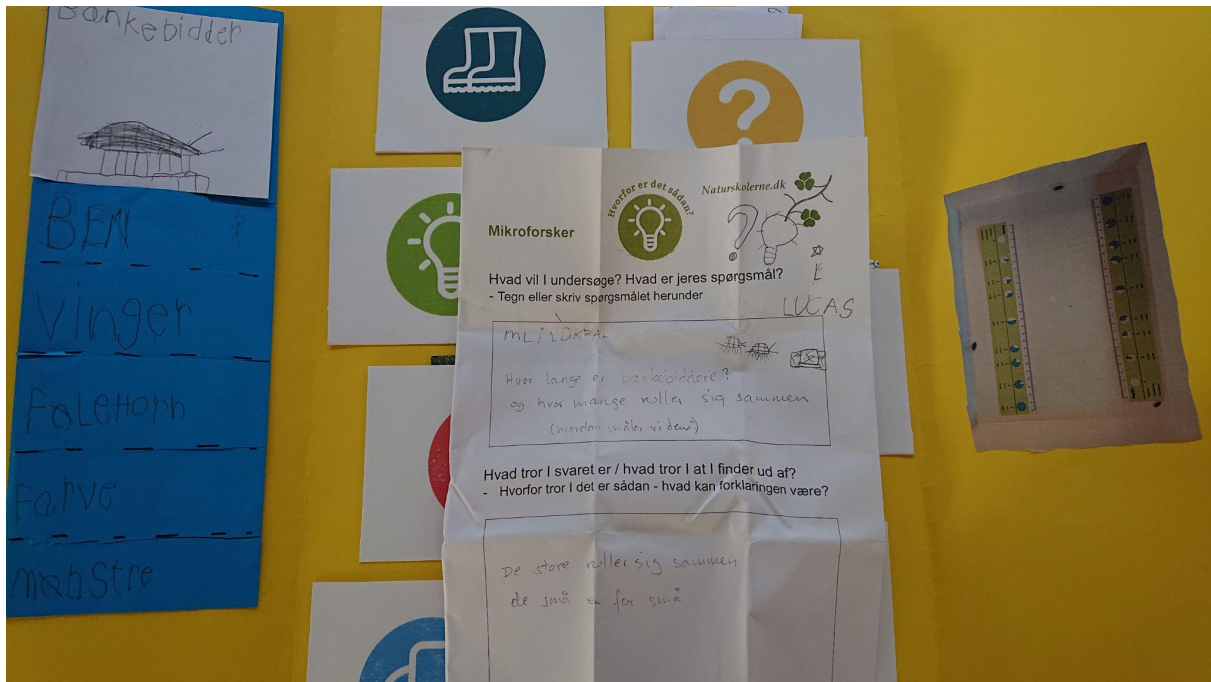 Bænkebidder
BEN
Vinger
FøLEHORN
Farve
mønstre
Hvorfor er det sådan?
Naturskolerne.dk
Mikroforsker
Hvad vil I undersøge? Hvad er jeres spørgsmål?
- Tegn eller skriv spørgsmålet herunder
LUCAS
Hvor lange er bænkebiddere?
og hvor mange ruller sig sammen
(hvordan måler vi dem?)
Hvad tror I svaret er / hvad tror I at I finder ud af?
- Hvorfor tror I det er sådan - hvad kan forklaringen være?
De store ruller sig sammen
de små er for små